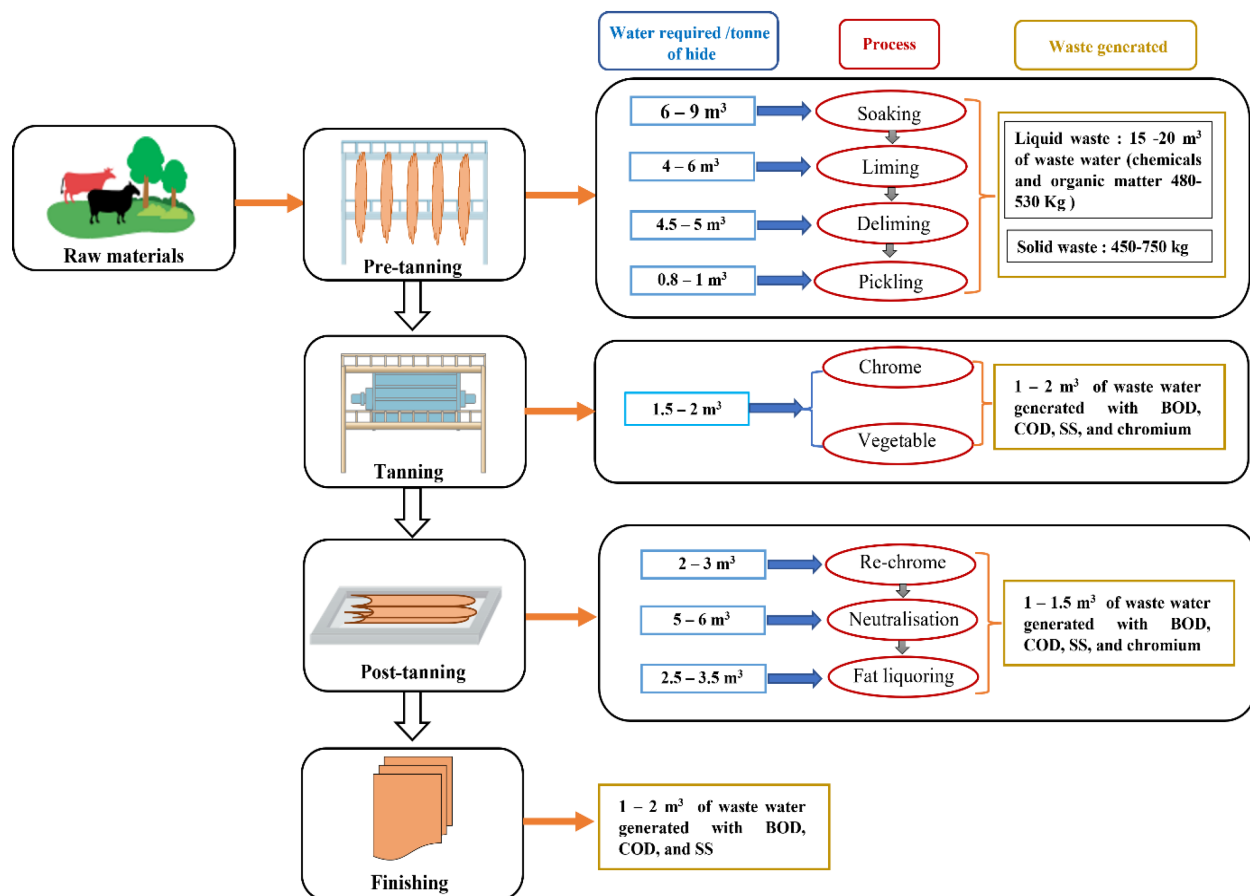 Water required /tonne
of hide
Process
Waste generated
Raw materials
Pre-tanning
6 – 9 m³
Soaking
4 – 6 m³
Liming
4.5 – 5 m³
Deliming
0.8 – 1 m³
Pickling
Liquid waste : 15 -20 m³
of waste water (chemicals
and organic matter 480-
530 Kg )
Solid waste : 450-750 kg
Tanning
1.5 – 2 m³
Chrome
Vegetable
1 – 2 m³ of waste water
generated with BOD,
COD, SS, and chromium
Post-tanning
2 – 3 m³
Re-chrome
5 – 6 m³
Neutralisation
2.5 – 3.5 m³
Fat liquoring
1 – 1.5 m³ of waste water
generated with BOD,
COD, SS, and chromium
Finishing
1 – 2 m³ of waste water
generated with BOD,
COD, and SS